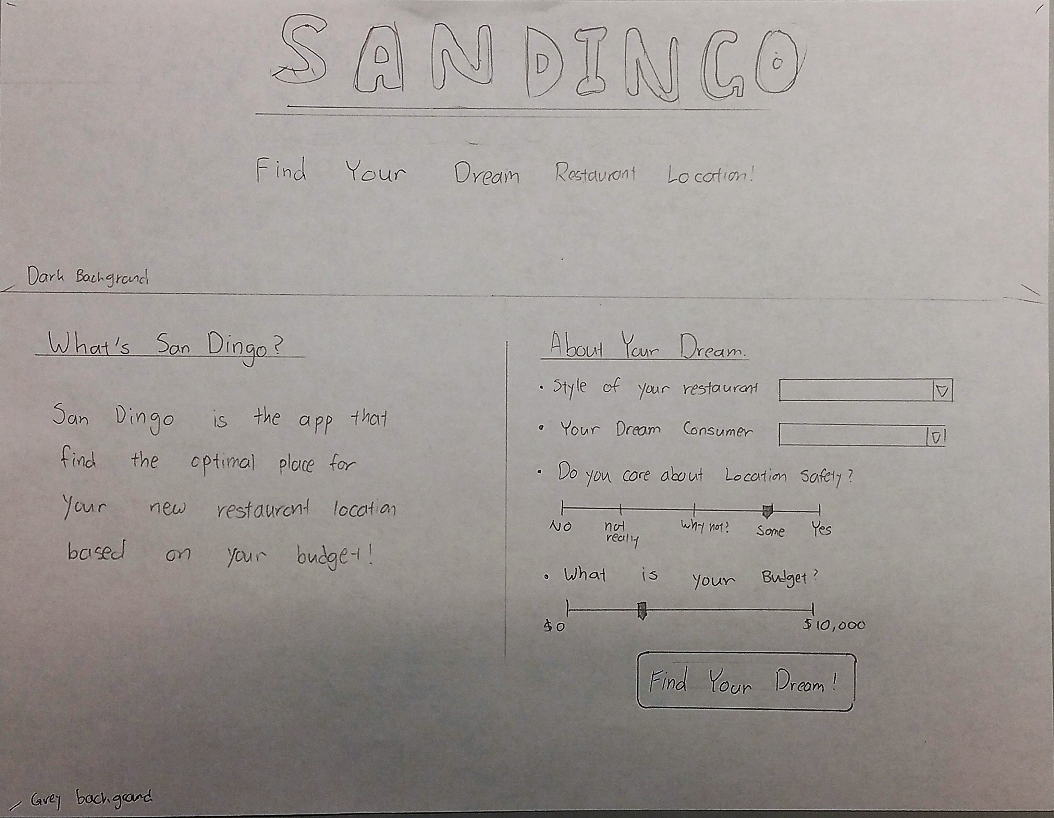 SAN DINGO
Find Your Dream Restaurant Location!
Dark Background
What's San Dingo?
San Dingo is the app that
find the optimal place for
Your new restaurant location
based on your budget!
About Your Dream.
• Style of your restaurant
• Your Dream Consumer
• Do you care about Location Safety?
NO not really Why not? Some Yes
• What is your Budget?
$0 $10,000
Find Your Dream!
Grey background